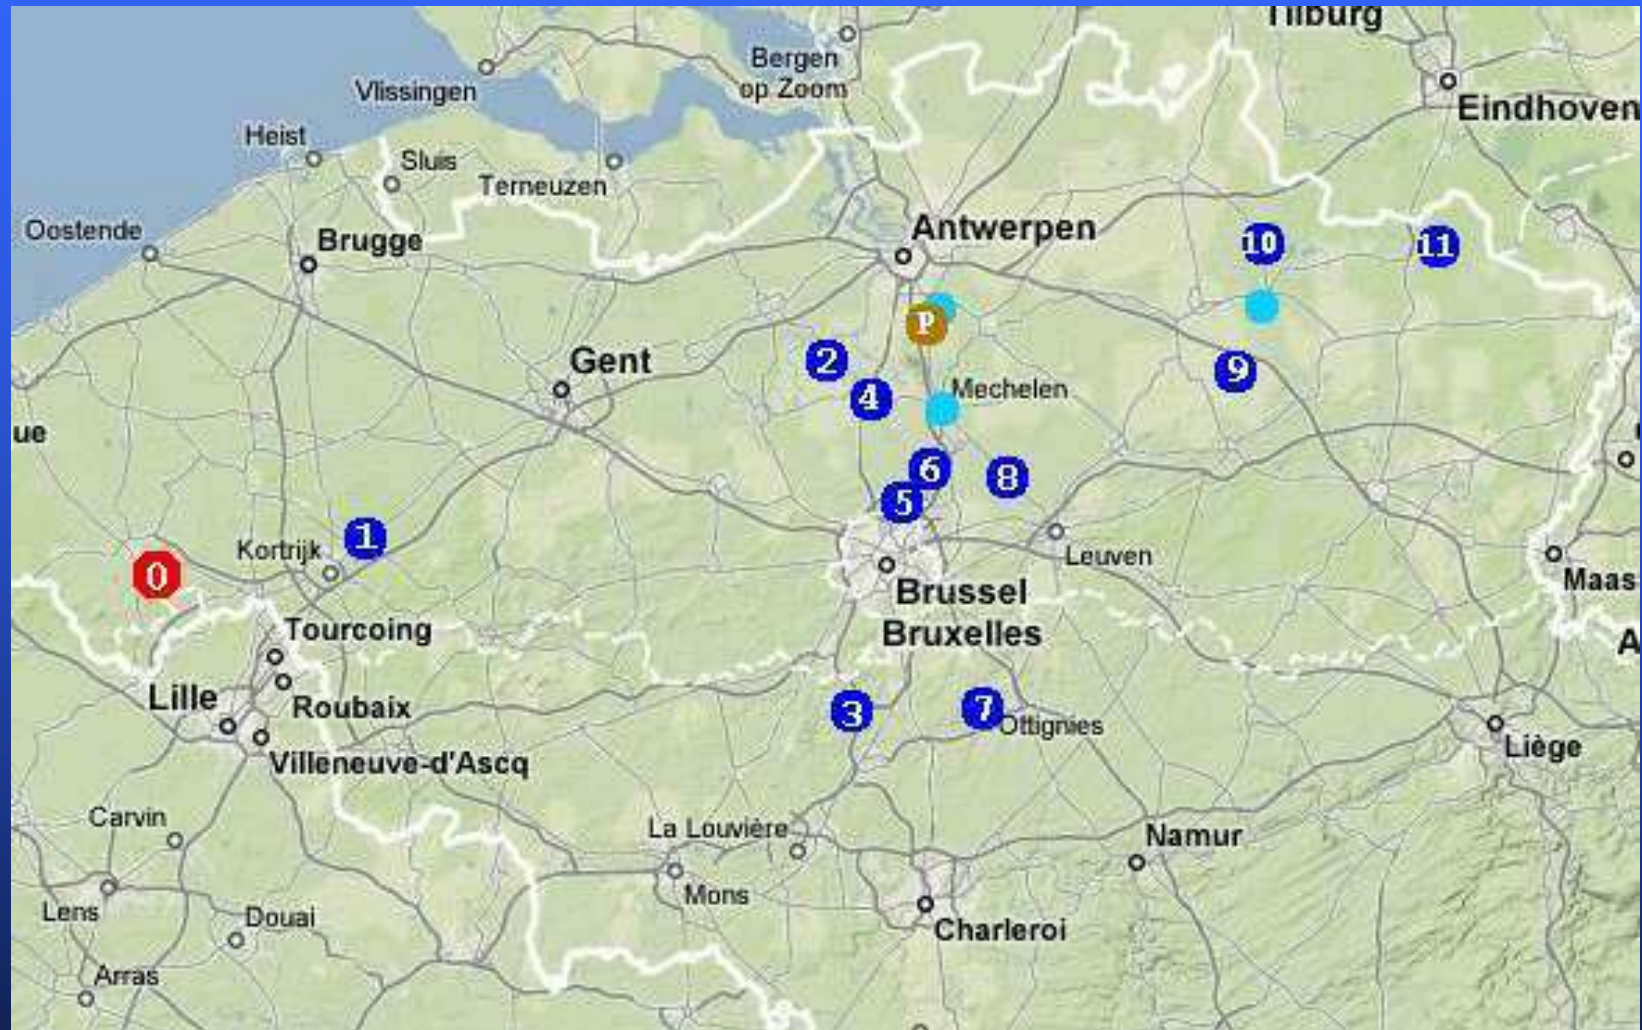 Tilburg
Bergen
op Zoom
Vlissingen
Eindhoven
Heist
Sluis
Terneuzen
Oostende
Brugge
Antwerpen
10
11
P
Gent
2
9
4
Mechelen
ue
6
8
5
1
Kortrijk
Leuven
0
Brussel
Maas
Bruxelles
Tourcoing
A
Lille
Roubaix
3
7
Ottignies
Liège
Villeneuve-d'Ascq
Carvin
La Louvière
Namur
Mons
Lens
Douai
Charleroi
Arras